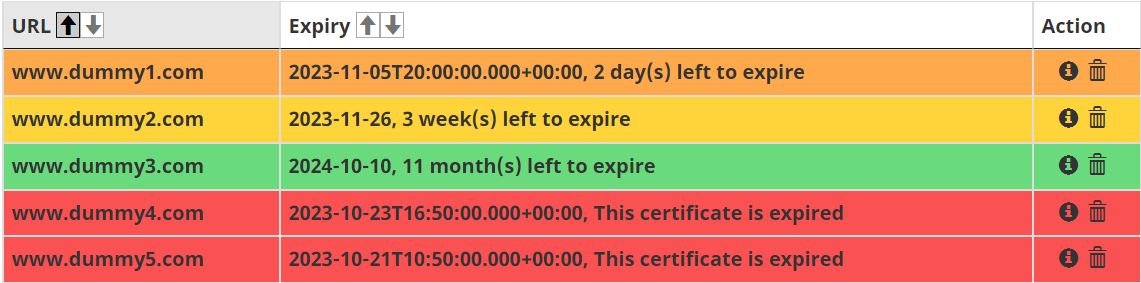 URL Expiry Action
www.dummy1.com 2023-11-05T20:00:00.000+00:00, 2 day(s) left to expire
www.dummy2.com 2023-11-26, 3 week(s) left to expire
www.dummy3.com 2024-10-10, 11 month(s) left to expire
www.dummy4.com 2023-10-23T16:50:00.000+00:00, This certificate is expired
www.dummy5.com 2023-10-21T10:50:00.000+00:00, This certificate is expired